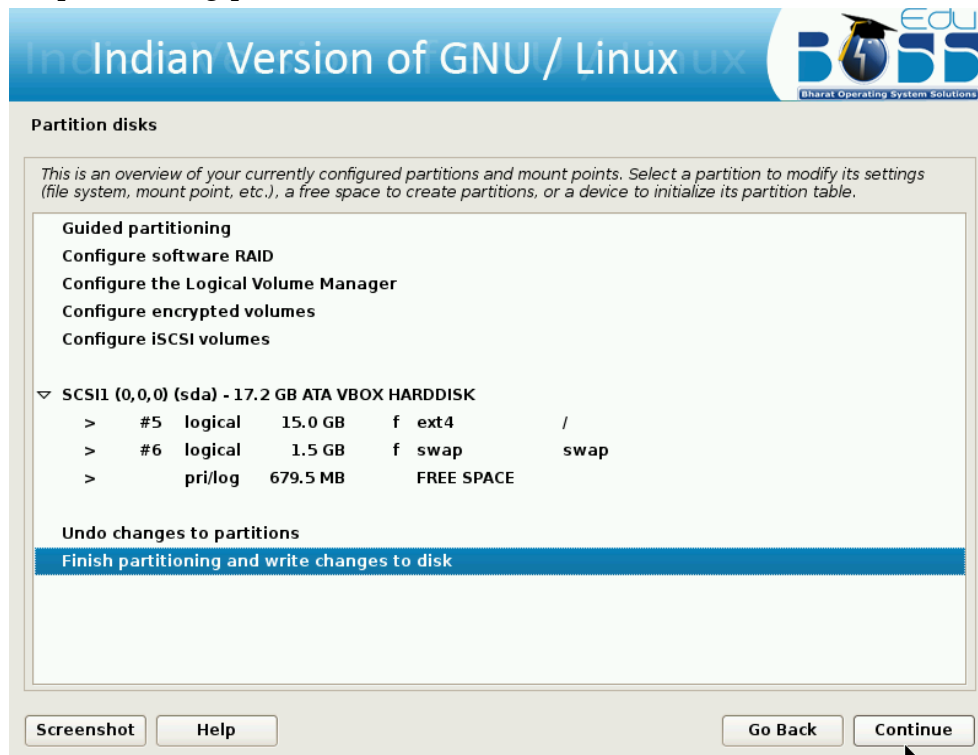 Indian Version of GNU / Linux
Edu
BOSS
Bharat Operating System Solutions
Partition disks
This is an overview of your currently configured partitions and mount points. Select a partition to modify its settings
(file system, mount point, etc.), a free space to create partitions, or a device to initialize its partition table.
Guided partitioning
Configure software RAID
Configure the Logical Volume Manager
Configure encrypted volumes
Configure iSCSI volumes
SCSI1 (0,0,0) (sda) - 17.2 GB ATA VBOX HARDDISK
> #5 logical 15.0 GB f ext4 /
> #6 logical 1.5 GB f swap swap
> pri/log 679.5 MB FREE SPACE
Undo changes to partitions
Finish partitioning and write changes to disk
Screenshot Help Go Back Continue